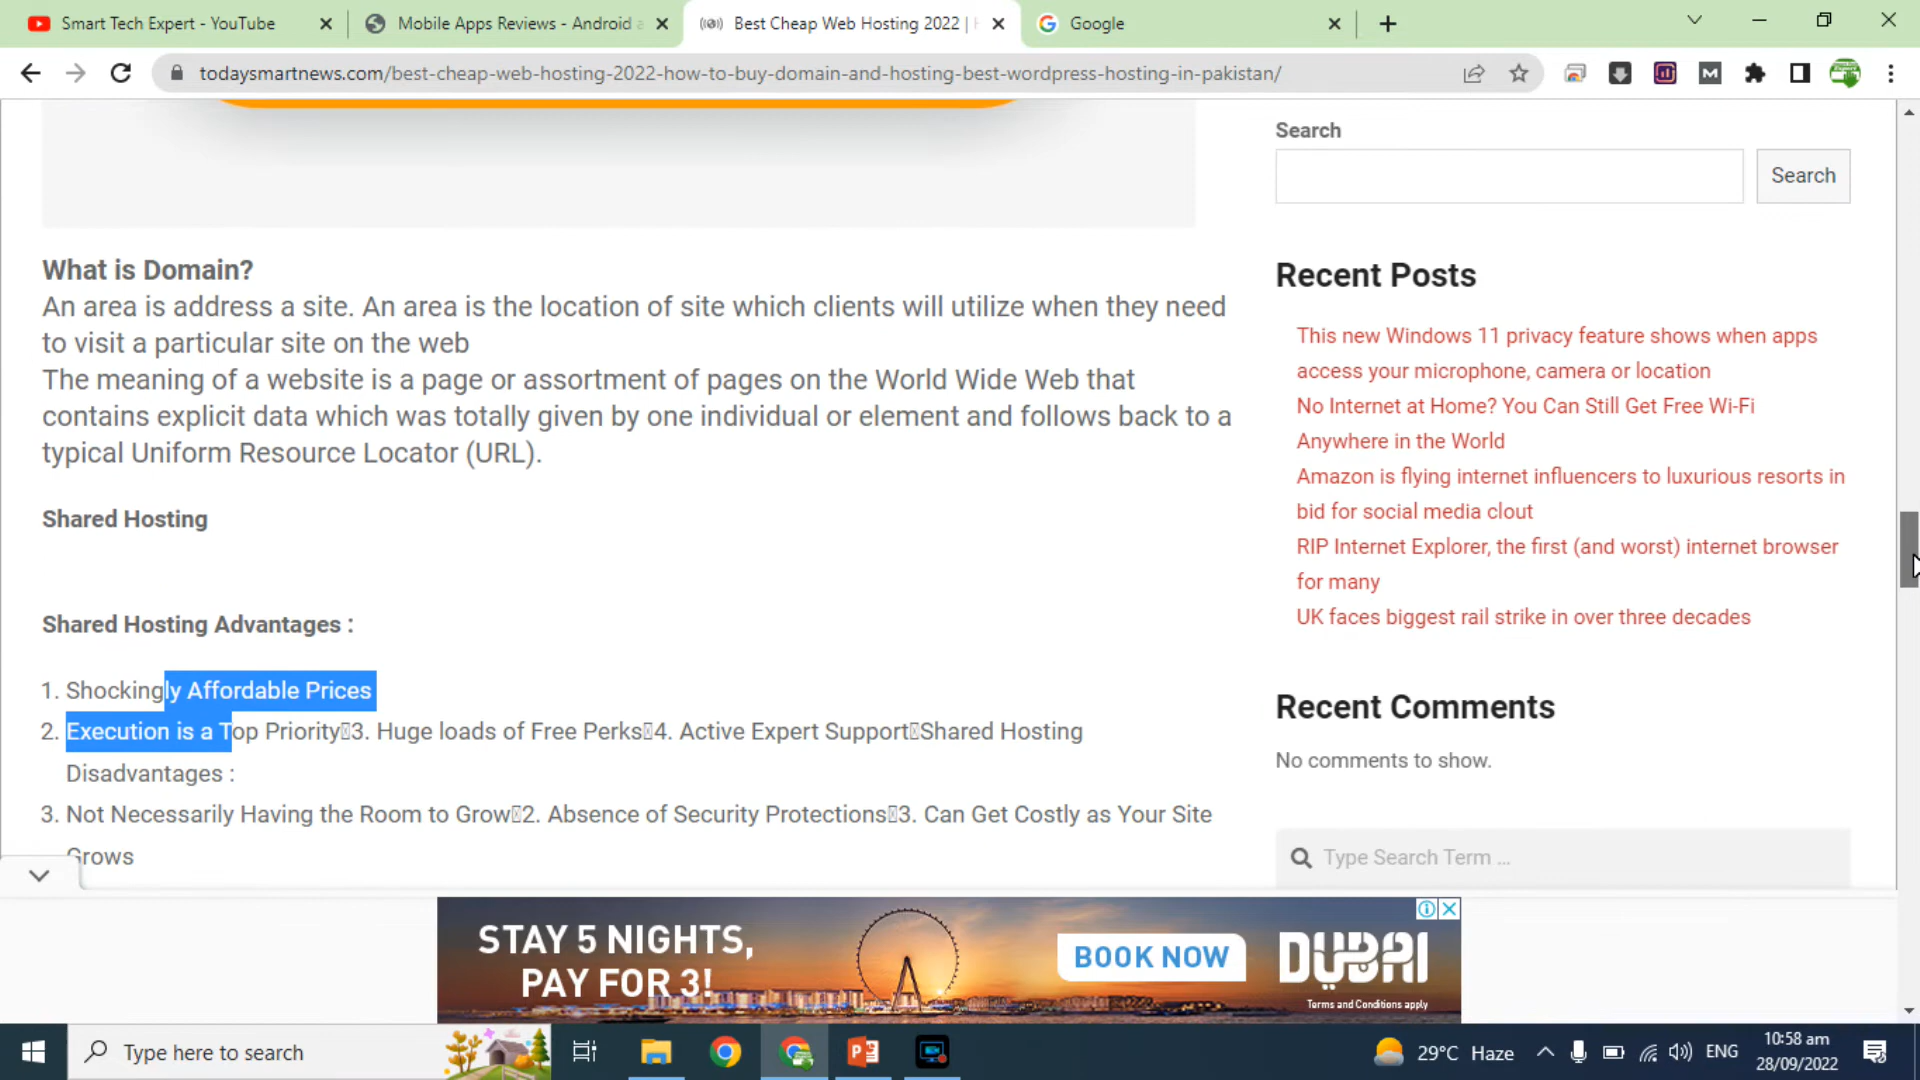 Smart Tech Expert - YouTube
Mobile Apps Reviews - Android a
Best Cheap Web Hosting 2022 |
Google
todaysmartnews.com/best-cheap-web-hosting-2022-how-to-buy-domain-and-hosting-best-wordpress-hosting-in-pakistan/
What is Domain?
An area is address a site. An area is the location of site which clients will utilize when they need
to visit a particular site on the web
The meaning of a website is a page or assortment of pages on the World Wide Web that
contains explicit data which was totally given by one individual or element and follows back to a
typical Uniform Resource Locator (URL).
Shared Hosting
Shared Hosting Advantages :
1. Shockingly Affordable Prices
2. Execution is a Top Priority 3. Huge loads of Free Perks 4. Active Expert Support Shared Hosting
Disadvantages :
3. Not Necessarily Having the Room to Grow 2. Absence of Security Protections 3. Can Get Costly as Your Site
Grows
Search
Search
Recent Posts
This new Windows 11 privacy feature shows when apps
access your microphone, camera or location
No Internet at Home? You Can Still Get Free Wi-Fi
Anywhere in the World
Amazon is flying internet influencers to luxurious resorts in
bid for social media clout
RIP Internet Explorer, the first (and worst) internet browser
for many
UK faces biggest rail strike in over three decades
Recent Comments
No comments to show.
Type Search Term ...
STAY 5 NIGHTS,
PAY FOR 3!
BOOK NOW
DUBAI
Terms and Conditions apply
Type here to search
29°C Haze
ENG
10:58 am
28/09/2022